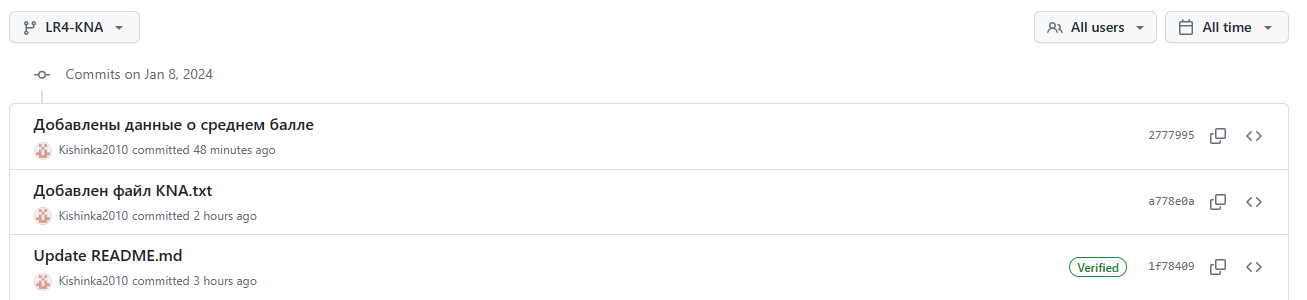 LR4-KNA
All users
All time
Commits on Jan 8, 2024
Добавлены данные о среднем балле
Kishinka2010 committed 48 minutes ago
2777995
Добавлен файл KNA.txt
Kishinka2010 committed 2 hours ago
a778e0a
Update README.md
Kishinka2010 committed 3 hours ago
Verified
1f78409